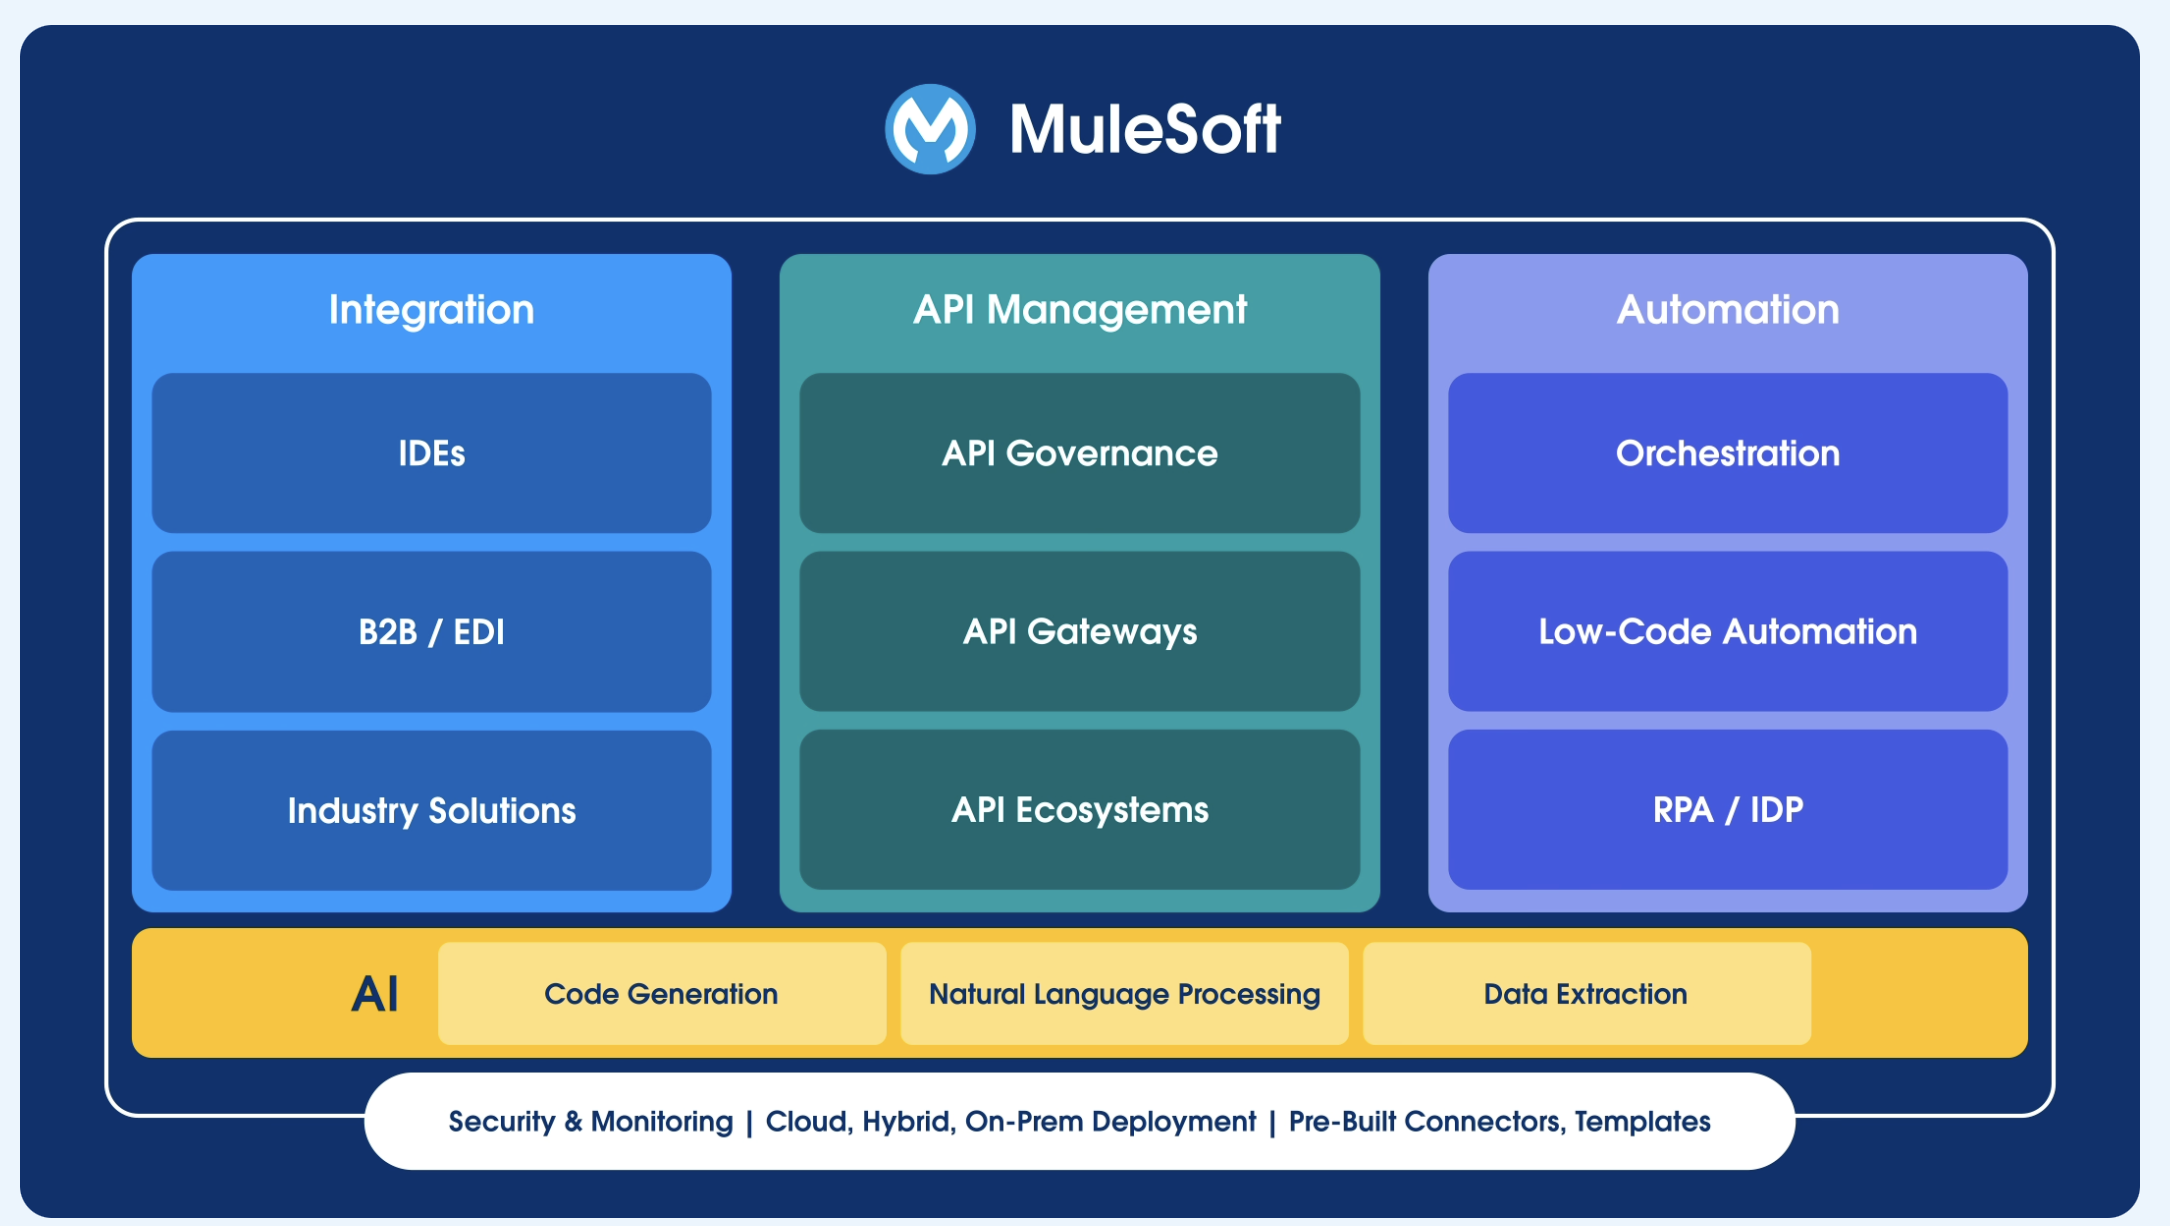 MuleSoft
Integration
IDEs
B2B / EDI
Industry Solutions
API Management
API Governance
API Gateways
API Ecosystems
Automation
Orchestration
Low-Code Automation
RPA / IDP
AI
Code Generation
Natural Language Processing
Data Extraction
Security & Monitoring | Cloud, Hybrid, On-Prem Deployment | Pre-Built Connectors, Templates